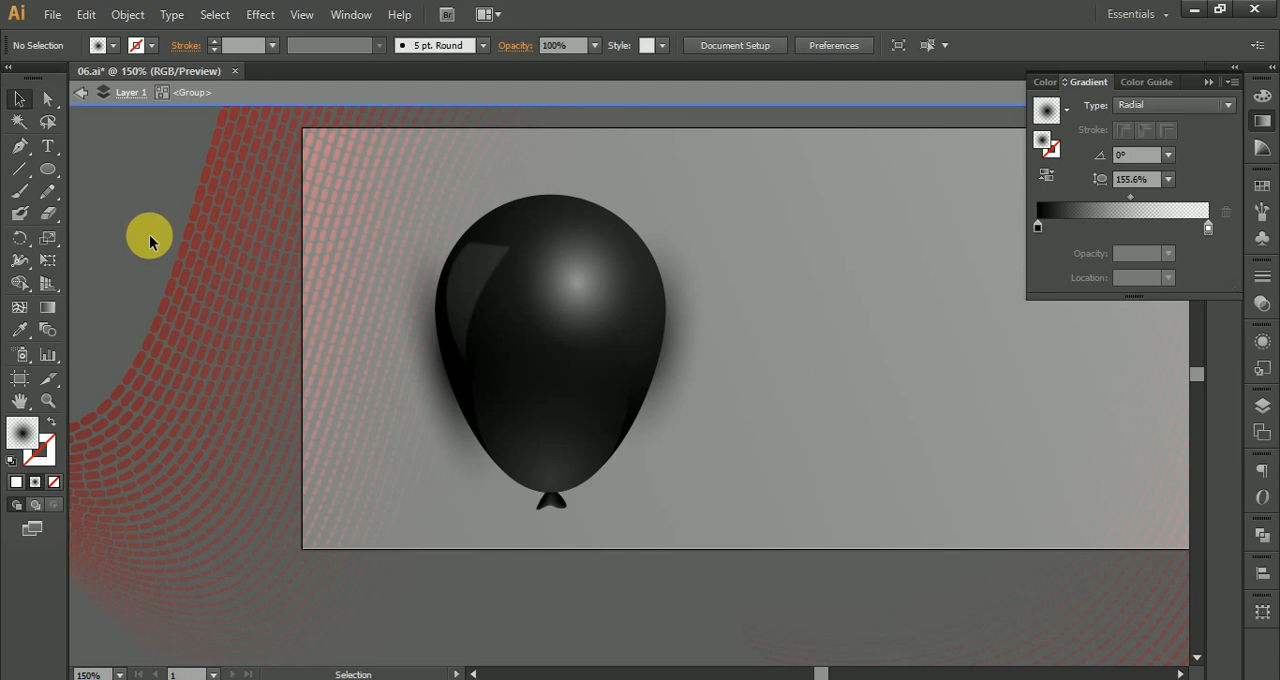 Ai File Edit Object Type Select Effect View Window Help Br Essentials
No Selection Stroke: 5 pt. Round Opacity: 100% Style: Document Setup Preferences
06.ai* @ 150% (RGB/Preview) ×
Layer 1 <Group>
Color Gradient Color Guide
Type: Radial
Stroke:
0°
155.6%
Opacity:
Location:
150% 1 Selection